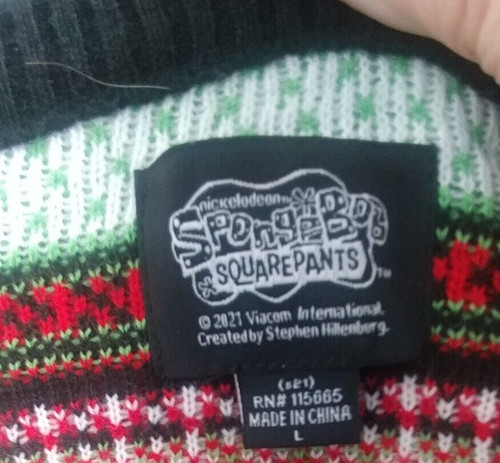 nickelodeon
SpongeBob
SQUAREPANTS
TM
© 2021 Viacom International.
Created by Stephen Hillenburg.
(s21)
RN# 115665
MADE IN CHINA
L